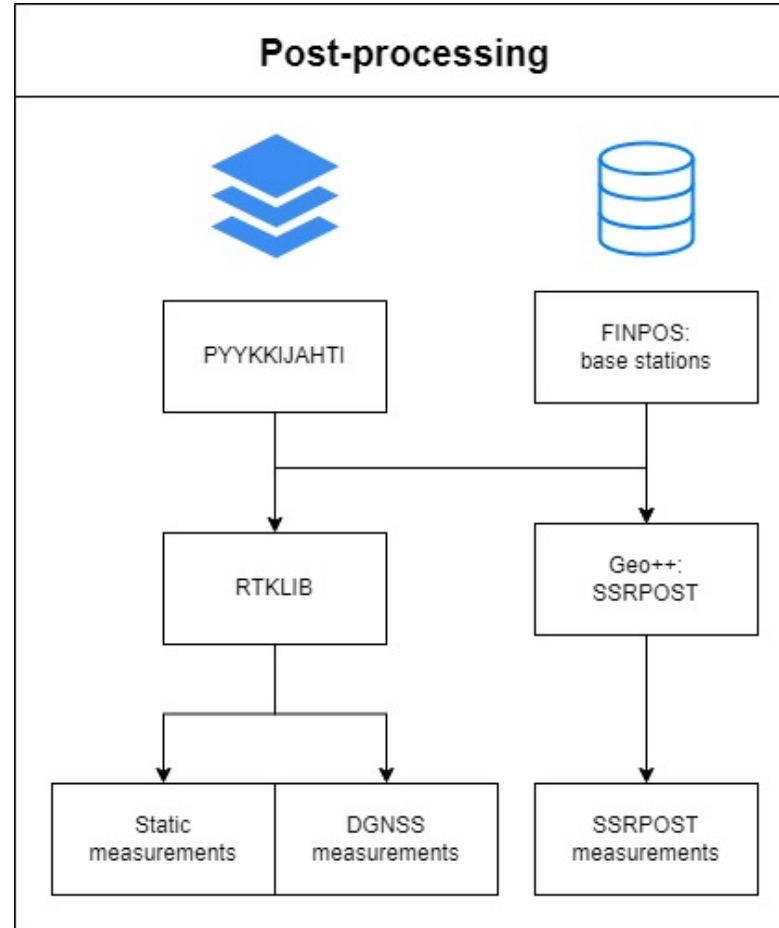 Post-processing
PYYKKIJAHTI
FINPOS:
base stations
RTKLIB
Geo++:
SSRPOST
Static
measurements
DGNSS
measurements
SSRPOST
measurements